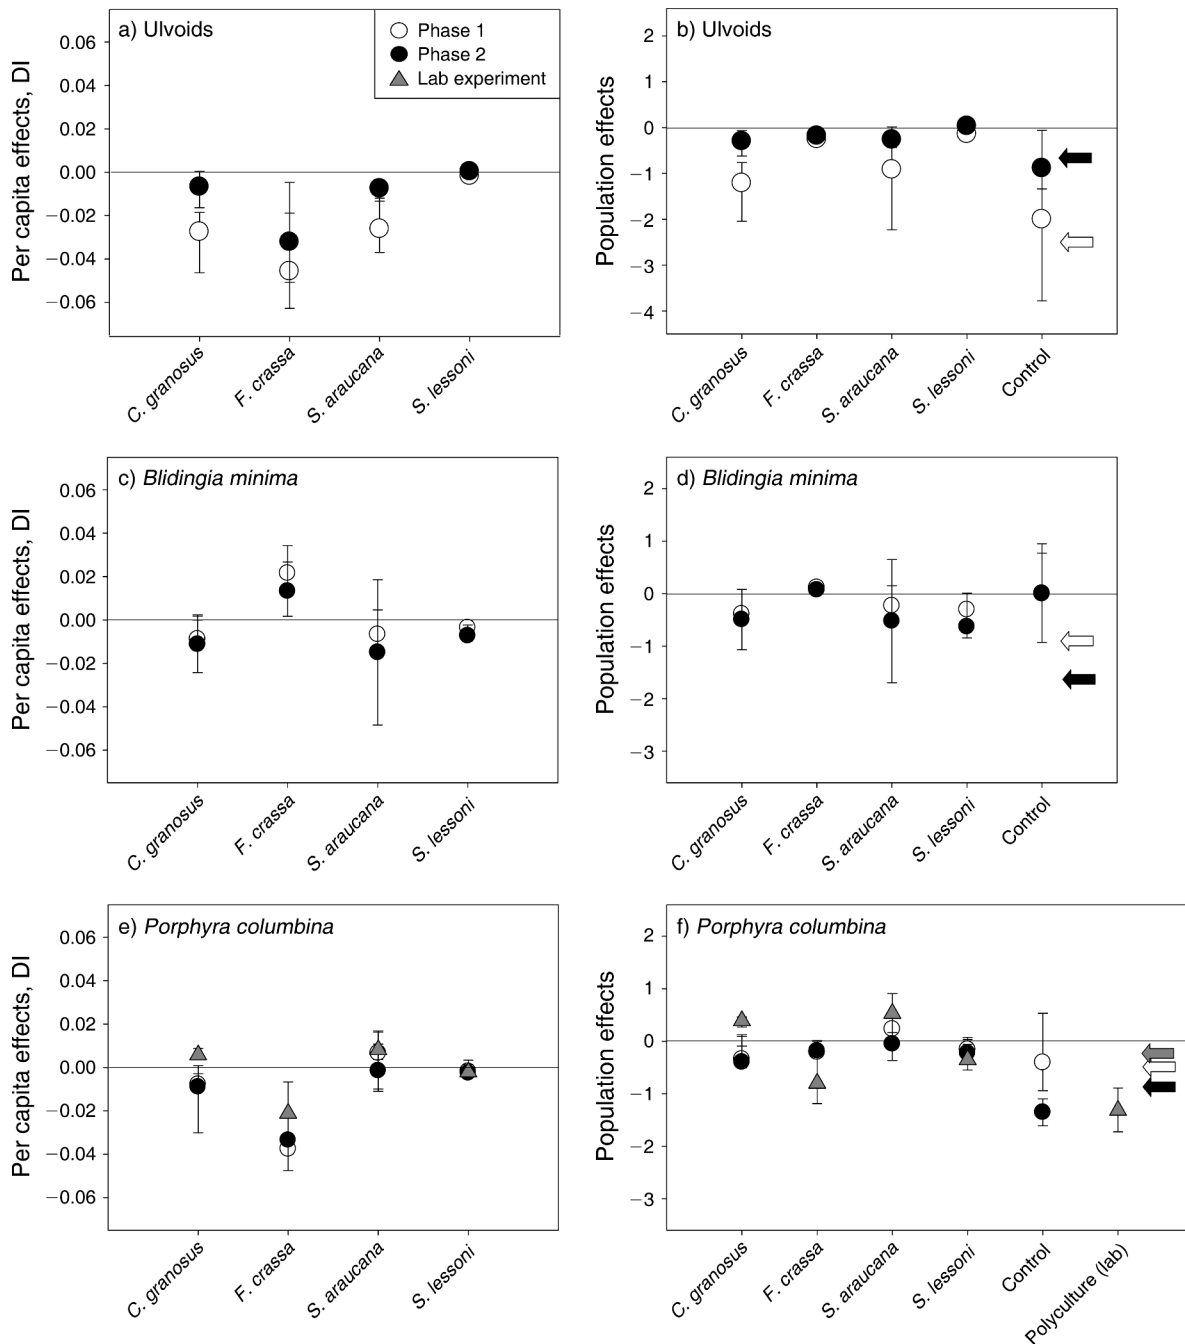 a) Ulvoids
Phase 1
Phase 2
Lab experiment
Per capita effects, DI
0.06
0.04
0.02
0.00
−0.02
−0.04
−0.06
C. granosus
F. crassa
S. araucana
S. lessoni
b) Ulvoids
Population effects
2
1
0
−1
−2
−3
−4
C. granosus
F. crassa
S. araucana
S. lessoni
Control
c) Blidingia minima
Per capita effects, DI
0.06
0.04
0.02
0.00
−0.02
−0.04
−0.06
C. granosus
F. crassa
S. araucana
S. lessoni
d) Blidingia minima
Population effects
2
1
0
−1
−2
−3
C. granosus
F. crassa
S. araucana
S. lessoni
Control
e) Porphyra columbina
Per capita effects, DI
0.06
0.04
0.02
0.00
−0.02
−0.04
−0.06
C. granosus
F. crassa
S. araucana
S. lessoni
f) Porphyra columbina
Population effects
2
1
0
−1
−2
−3
C. granosus
F. crassa
S. araucana
S. lessoni
Control
Polyculture (lab)